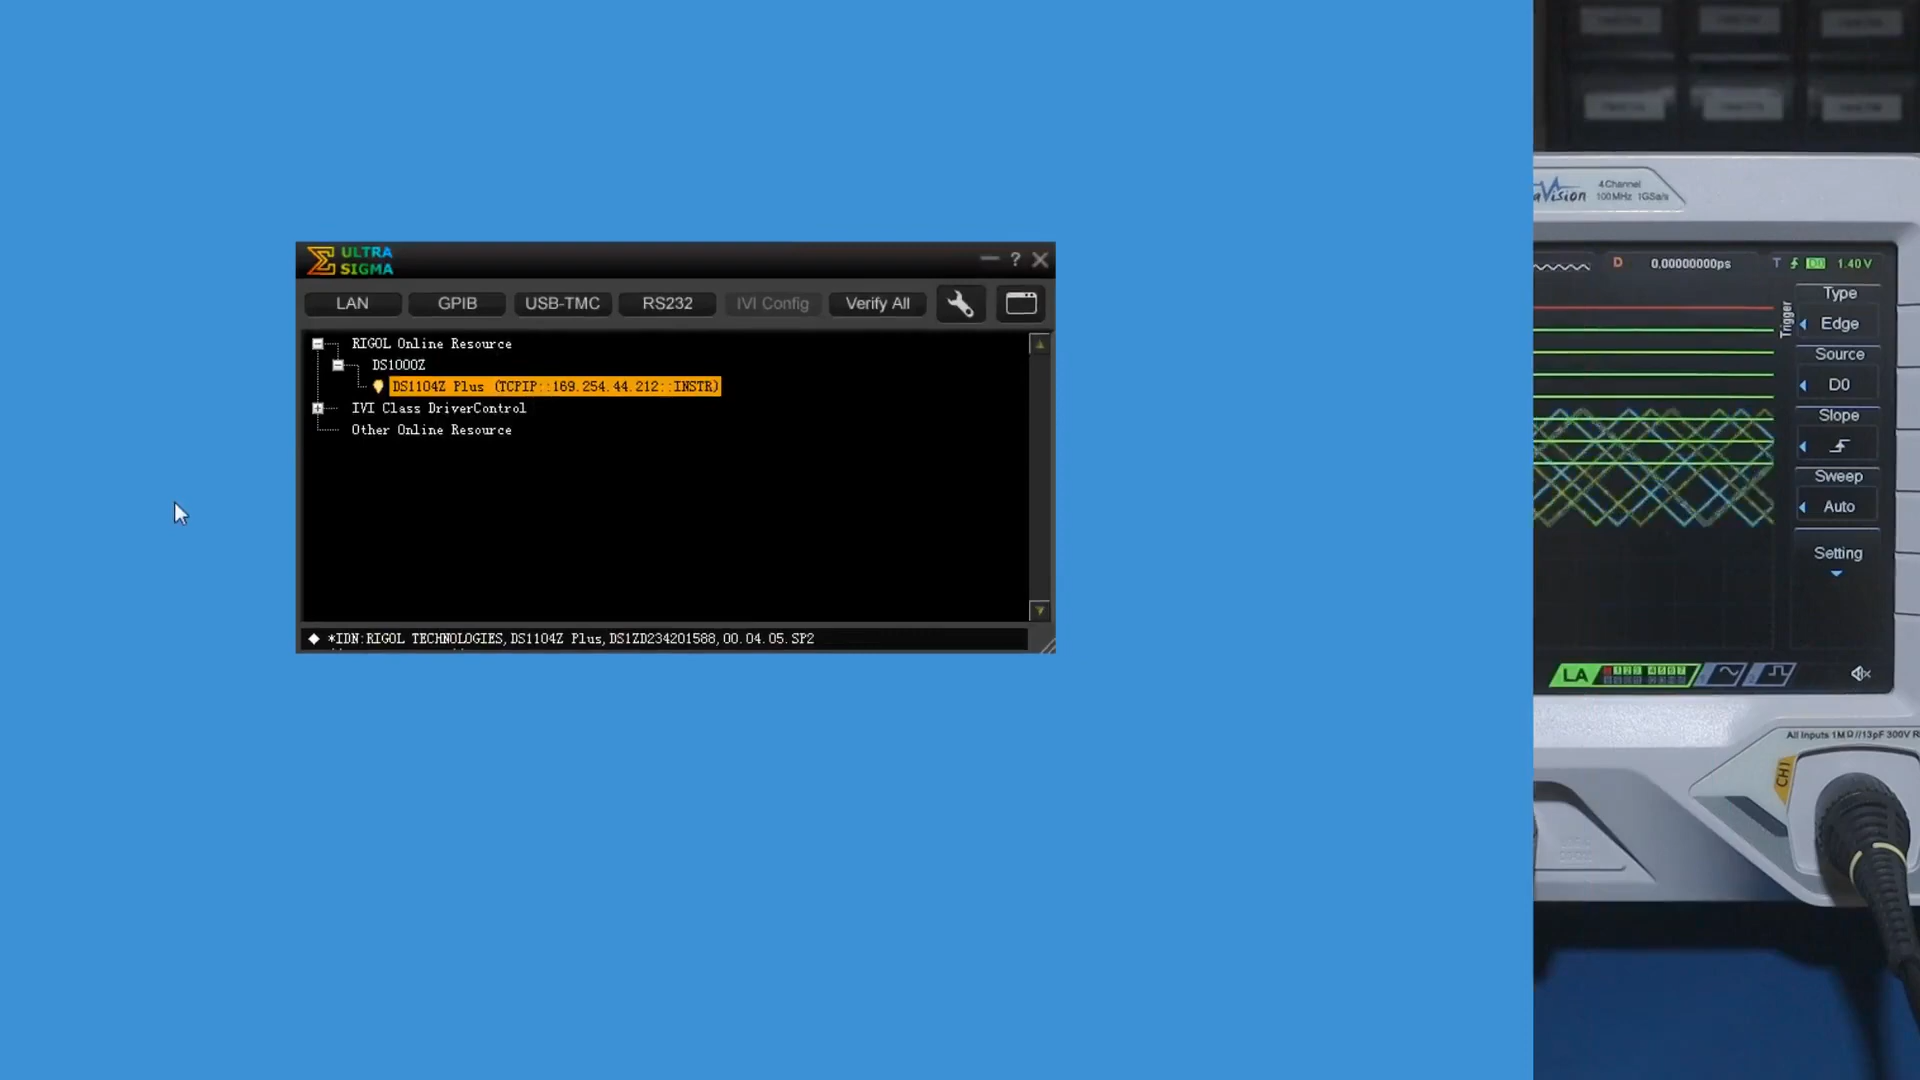 ULTRA
SIGMA
?
LAN
GPIB
USB-TMC
RS232
IVI Config
Verify All
RIGOL Online Resource
DS1000Z
DS1104Z Plus (TCPIP::169.254.44.212::INSTR)
IVI Class DriverControl
Other Online Resource
*IDN:RIGOL TECHNOLOGIES,DS1104Z Plus,DS1ZD234201588,00.04.05.SP2
aVision
4 Channel
100MHz 1GSa/s
D 0.00000000ps
T D0 1.40 V
Trigger
Type
Edge
Source
D0
Slope
Sweep
Auto
Setting
LA
All Inputs 1MΩ//13pF 300V R
CH1